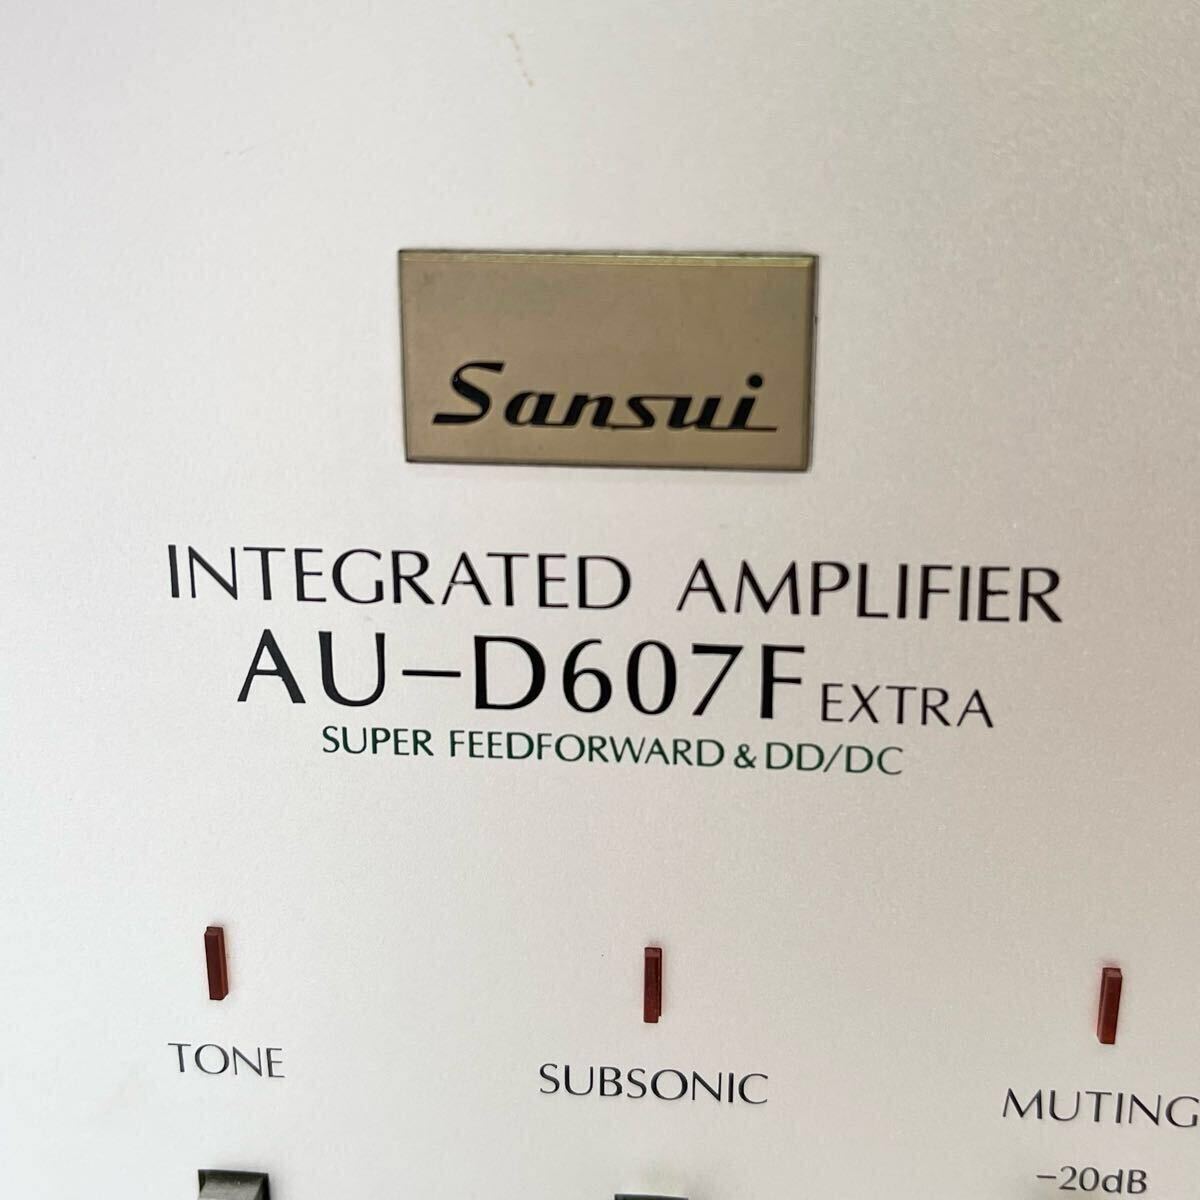 Sansui
INTEGRATED AMPLIFIER
AU-D607F EXTRA
SUPER FEEDFORWARD & DD/DC
TONE
SUBSONIC
MUTING
-20dB